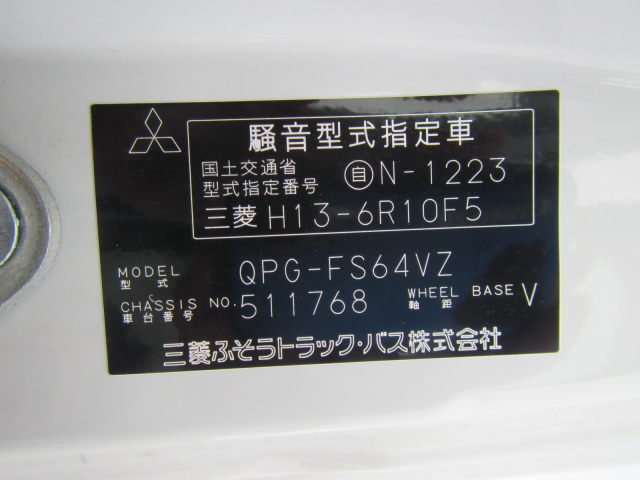 騒音型式指定車
国土交通省
型式指定番号 自 N-1223
三菱 H13-6R10F5
MODEL
型式 QPG-FS64VZ
CHASSIS NO.
車台番号 511768 WHEEL BASE
軸距 V
三菱ふそうトラック・バス株式会社